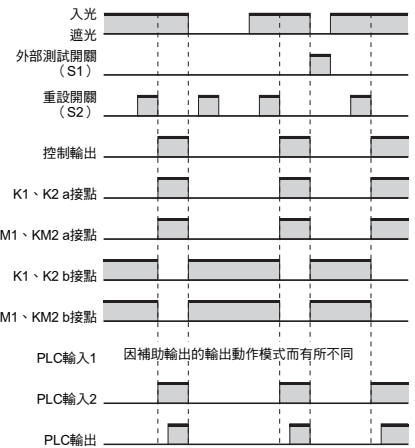 入光
遮光
外部測試開關
（S1）
重設開關
（S2）
控制輸出
K1、K2 a接點
M1、KM2 a接點
K1、K2 b接點
M1、KM2 b接點
PLC輸入1
因補助輸出的輸出動作模式而有所不同
PLC輸入2
PLC輸出